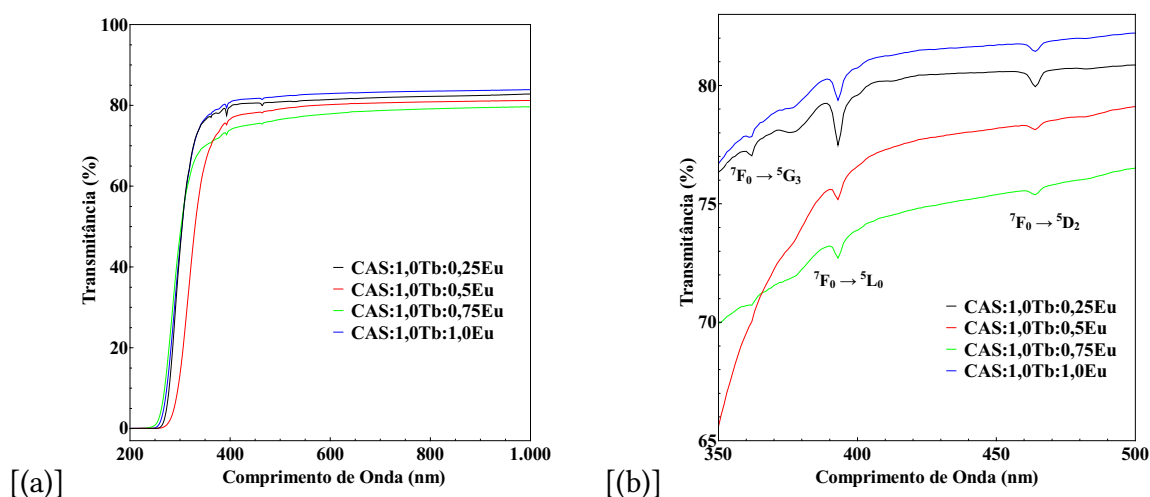 100
80
60
40
20
0
Transmitância (%)
200 400 600 800 1.000
Comprimento de Onda (nm)
CAS:1,0Tb:0,25Eu
CAS:1,0Tb:0,5Eu
CAS:1,0Tb:0,75Eu
CAS:1,0Tb:1,0Eu
[(a)]
80
75
70
65
Transmitância (%)
⁷F₀ → ⁵G₃
⁷F₀ → ⁵D₂
⁷F₀ → ⁵L₀
CAS:1,0Tb:0,25Eu
CAS:1,0Tb:0,5Eu
CAS:1,0Tb:0,75Eu
CAS:1,0Tb:1,0Eu
350 400 450 500
Comprimento de Onda (nm)
[(b)]